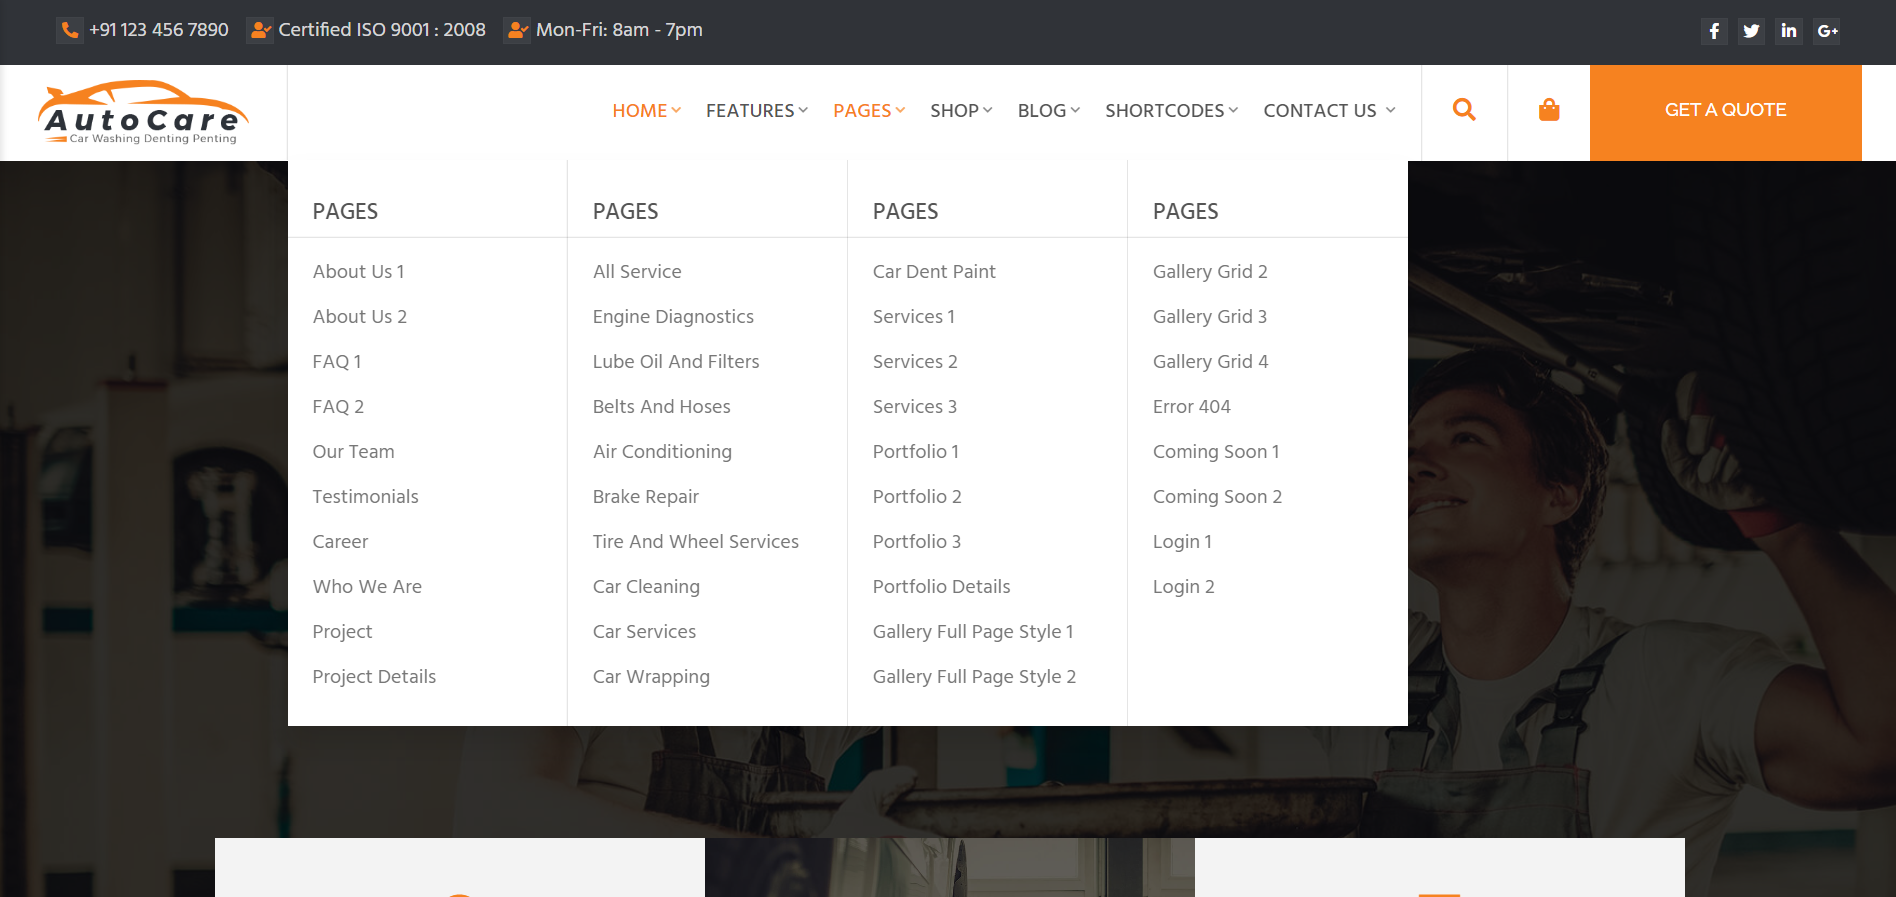 +91 123 456 7890 Certified ISO 9001 : 2008 Mon-Fri: 8am - 7pm
AutoCare
Car Washing Denting Penting
HOME FEATURES PAGES SHOP BLOG SHORTCODES CONTACT US GET A QUOTE
PAGES
About Us 1
About Us 2
FAQ 1
FAQ 2
Our Team
Testimonials
Career
Who We Are
Project
Project Details
PAGES
All Service
Engine Diagnostics
Lube Oil And Filters
Belts And Hoses
Air Conditioning
Brake Repair
Tire And Wheel Services
Car Cleaning
Car Services
Car Wrapping
PAGES
Car Dent Paint
Services 1
Services 2
Services 3
Portfolio 1
Portfolio 2
Portfolio 3
Portfolio Details
Gallery Full Page Style 1
Gallery Full Page Style 2
PAGES
Gallery Grid 2
Gallery Grid 3
Gallery Grid 4
Error 404
Coming Soon 1
Coming Soon 2
Login 1
Login 2